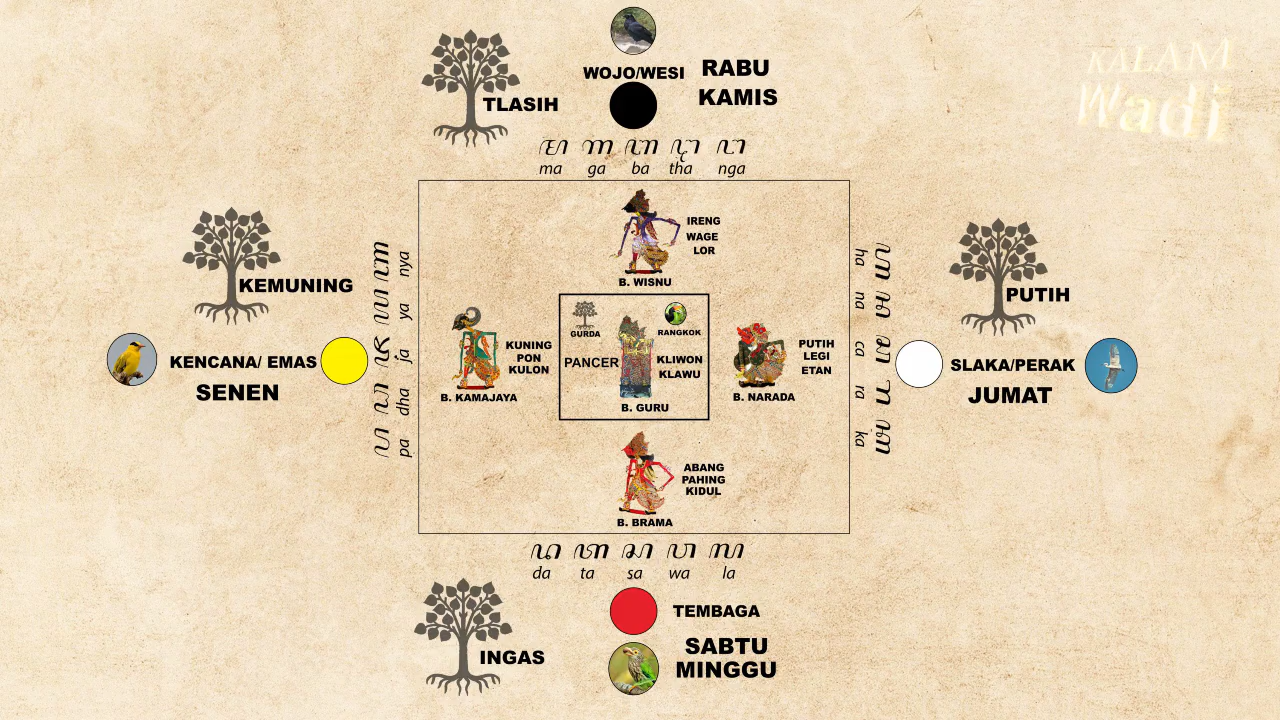 KALAM
Wadi
TLASIH
WOJO/WESI
RABU
KAMIS
ꦩ ꦒ ꦧ ꦛ ꦔ
ma ga ba tha nga
KEMUNING
KENCANA/ EMAS
SENEN
ꦥ ꦝ ꦗ ꦪ ꦚ
pa dha ja ya nya
IRENG
WAGE
LOR
B. WISNU
KUNING
PON
KULON
B. KAMAJAYA
GURDA
RANGKOK
PANCER
KLIWON
KLAWU
B. GURU
PUTIH
LEGI
ETAN
B. NARADA
ABANG
PAHING
KIDUL
B. BRAMA
ꦲ ꦤ ꦕ ꦫ ꦏ
ha na ca ra ka
PUTIH
SLAKA/PERAK
JUMAT
ꦢ ꦠ ꦱ ꦮ ꦭ
da ta sa wa la
INGAS
TEMBAGA
SABTU
MINGGU